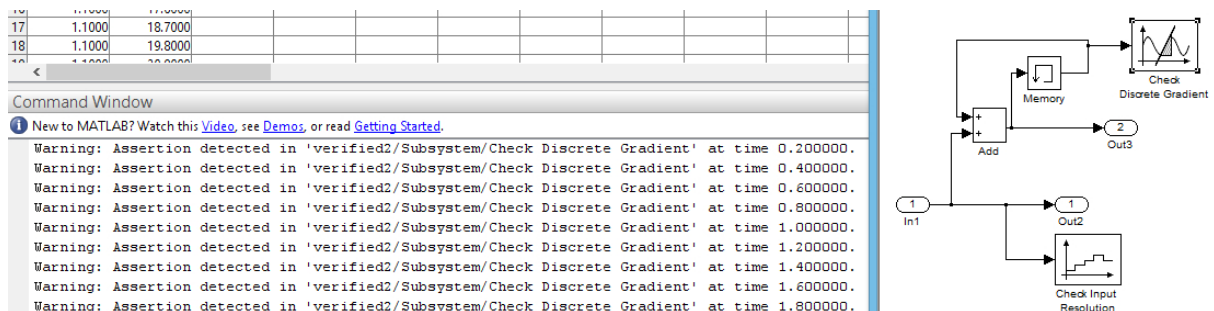 17 1.1000 18.7000
18 1.1000 19.8000
Command Window
New to MATLAB? Watch this Video, see Demos, or read Getting Started.
Warning: Assertion detected in 'verified2/Subsystem/Check Discrete Gradient' at time 0.200000.
Warning: Assertion detected in 'verified2/Subsystem/Check Discrete Gradient' at time 0.400000.
Warning: Assertion detected in 'verified2/Subsystem/Check Discrete Gradient' at time 0.600000.
Warning: Assertion detected in 'verified2/Subsystem/Check Discrete Gradient' at time 0.800000.
Warning: Assertion detected in 'verified2/Subsystem/Check Discrete Gradient' at time 1.000000.
Warning: Assertion detected in 'verified2/Subsystem/Check Discrete Gradient' at time 1.200000.
Warning: Assertion detected in 'verified2/Subsystem/Check Discrete Gradient' at time 1.400000.
Warning: Assertion detected in 'verified2/Subsystem/Check Discrete Gradient' at time 1.600000.
Warning: Assertion detected in 'verified2/Subsystem/Check Discrete Gradient' at time 1.800000.
Check
Discrete Gradient
Memory
+
+
Add
2
Out3
1
In1
1
Out2
Check Input
Resolution